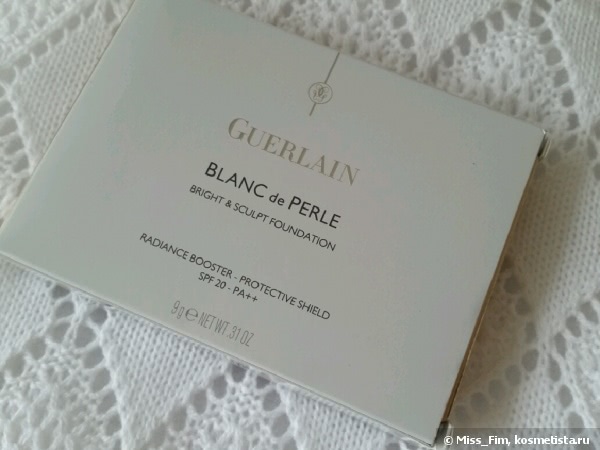 GUERLAIN
BLANC de PERLE
BRIGHT & SCULPT FOUNDATION
RADIANCE BOOSTER - PROTECTIVE SHIELD
SPF 20 - PA++
9g e NET WT. .31 OZ
© Miss_Fim, kosmetista.ru